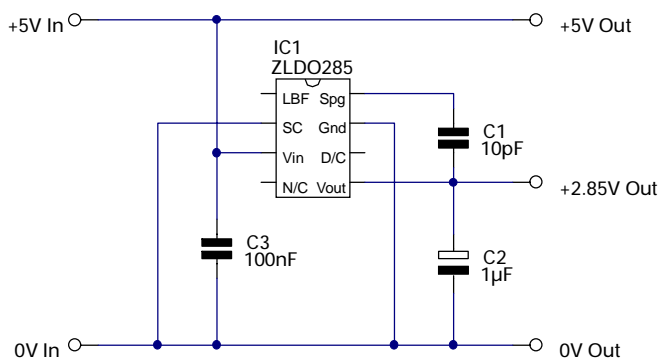 +5V In
+5V Out
IC1
ZLDO285
LBF Spg
SC Gnd
Vin D/C
N/C Vout
C1
10pF
+2.85V Out
C3
100nF
C2
1µF
0V In
0V Out